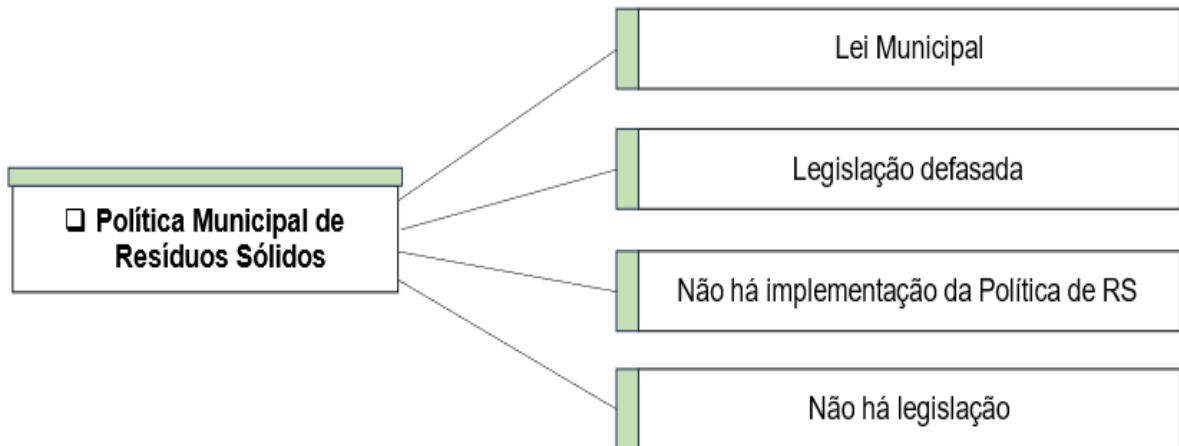 Lei Municipal
Legislação defasada
❑ Política Municipal de
Resíduos Sólidos
Não há implementação da Política de RS
Não há legislação